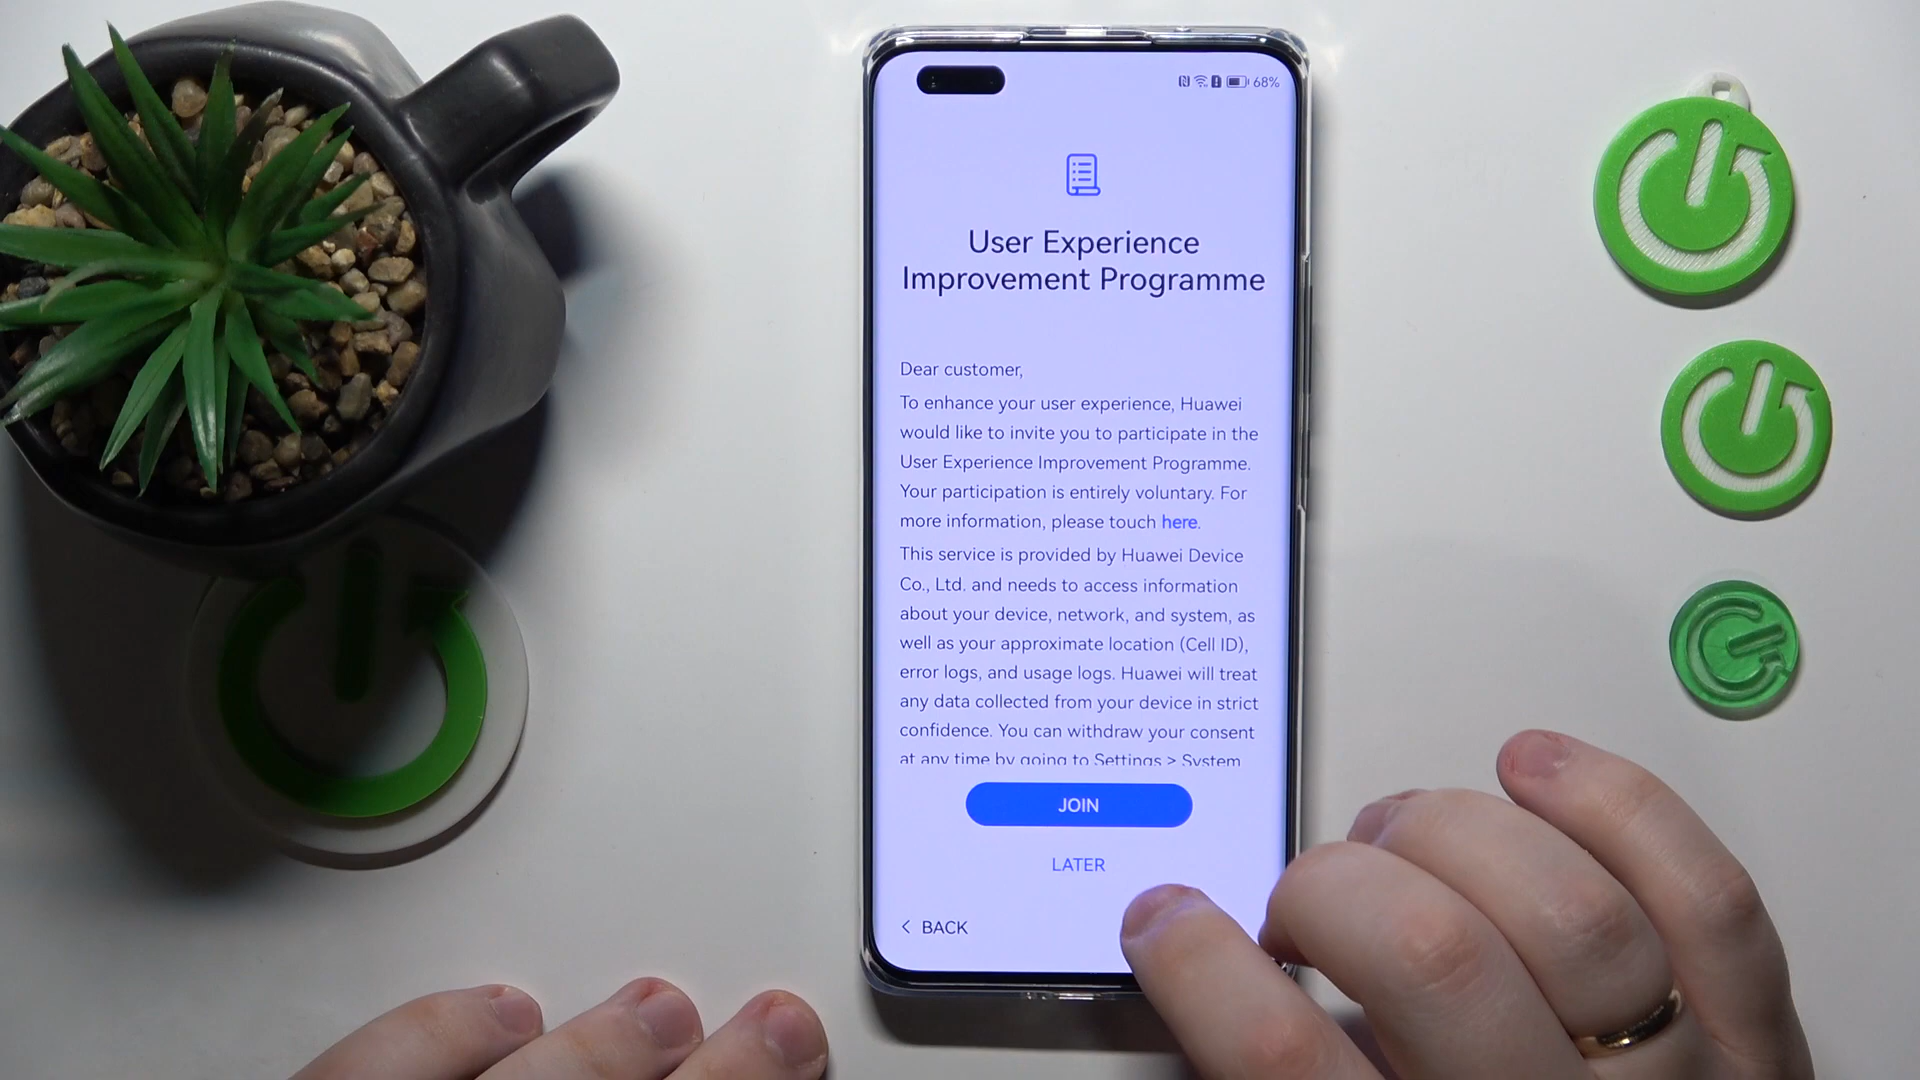 68%
User Experience
Improvement Programme
Dear customer,
To enhance your user experience, Huawei
would like to invite you to participate in the
User Experience Improvement Programme.
Your participation is entirely voluntary. For
more information, please touch here.
This service is provided by Huawei Device
Co., Ltd. and needs to access information
about your device, network, and system, as
well as your approximate location (Cell ID),
error logs, and usage logs. Huawei will treat
any data collected from your device in strict
confidence. You can withdraw your consent
at any time by going to Settings > System
JOIN
LATER
< BACK